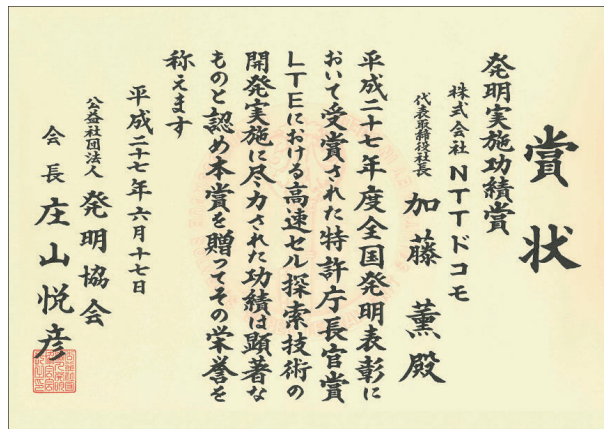 賞状
発明実施功績賞
株式会社NTTドコモ
代表取締役社長 加藤薫殿
平成二十七年度全国発明表彰に
おいて受賞された特許庁長官賞
LTEにおける高速セル探索技術の
開発実施に尽力された功績は顕著な
ものと認め本賞を贈ってその栄誉を
称えます
平成二十七年六月十七日
公益社団法人 発明協会
会長 庄山悦彦